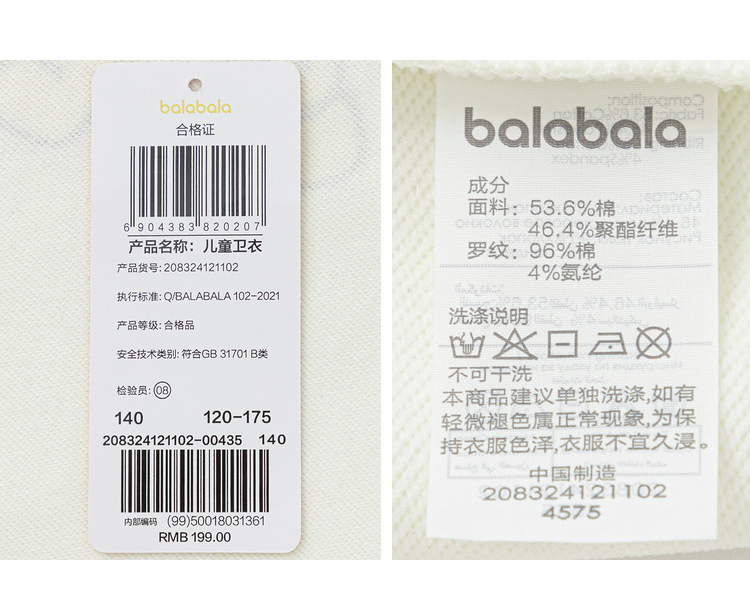 balabala
合格证
6 904383 820207
产品名称：儿童卫衣
产品货号: 208324121102
执行标准: Q/BALABALA 102-2021
产品等级: 合格品
安全技术类别: 符合GB 31701 B类
检验员: 08
140 120-175
208324121102-00435 140
内部编码 (99)50018031361
RMB 199.00
balabala
成分
面料: 53.6%棉
46.4%聚酯纤维
罗纹: 96%棉
4%氨纶
洗涤说明
不可干洗
本商品建议单独洗涤,如有
轻微褪色属正常现象,为保
持衣服色泽,衣服不宜久浸。
中国制造
208324121102
4575